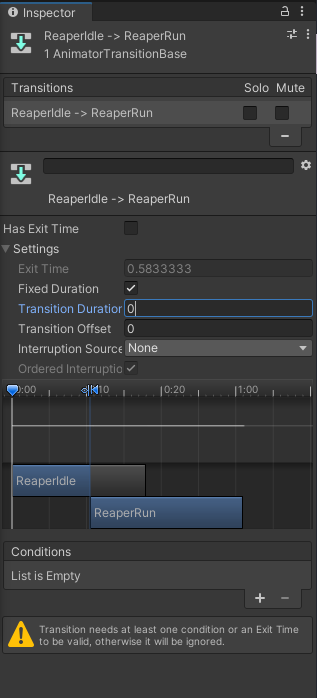 Inspector
ReaperIdle -> ReaperRun
1 AnimatorTransitionBase
Transitions Solo Mute
ReaperIdle -> ReaperRun
ReaperIdle -> ReaperRun
Has Exit Time
Settings
Exit Time 0.5833333
Fixed Duration
Transition Duration 0
Transition Offset 0
Interruption Source None
Ordered Interruptio
0:00 :10 0:20 1:00
ReaperIdle
ReaperRun
Conditions
List is Empty
Transition needs at least one condition or an Exit Time
to be valid, otherwise it will be ignored.